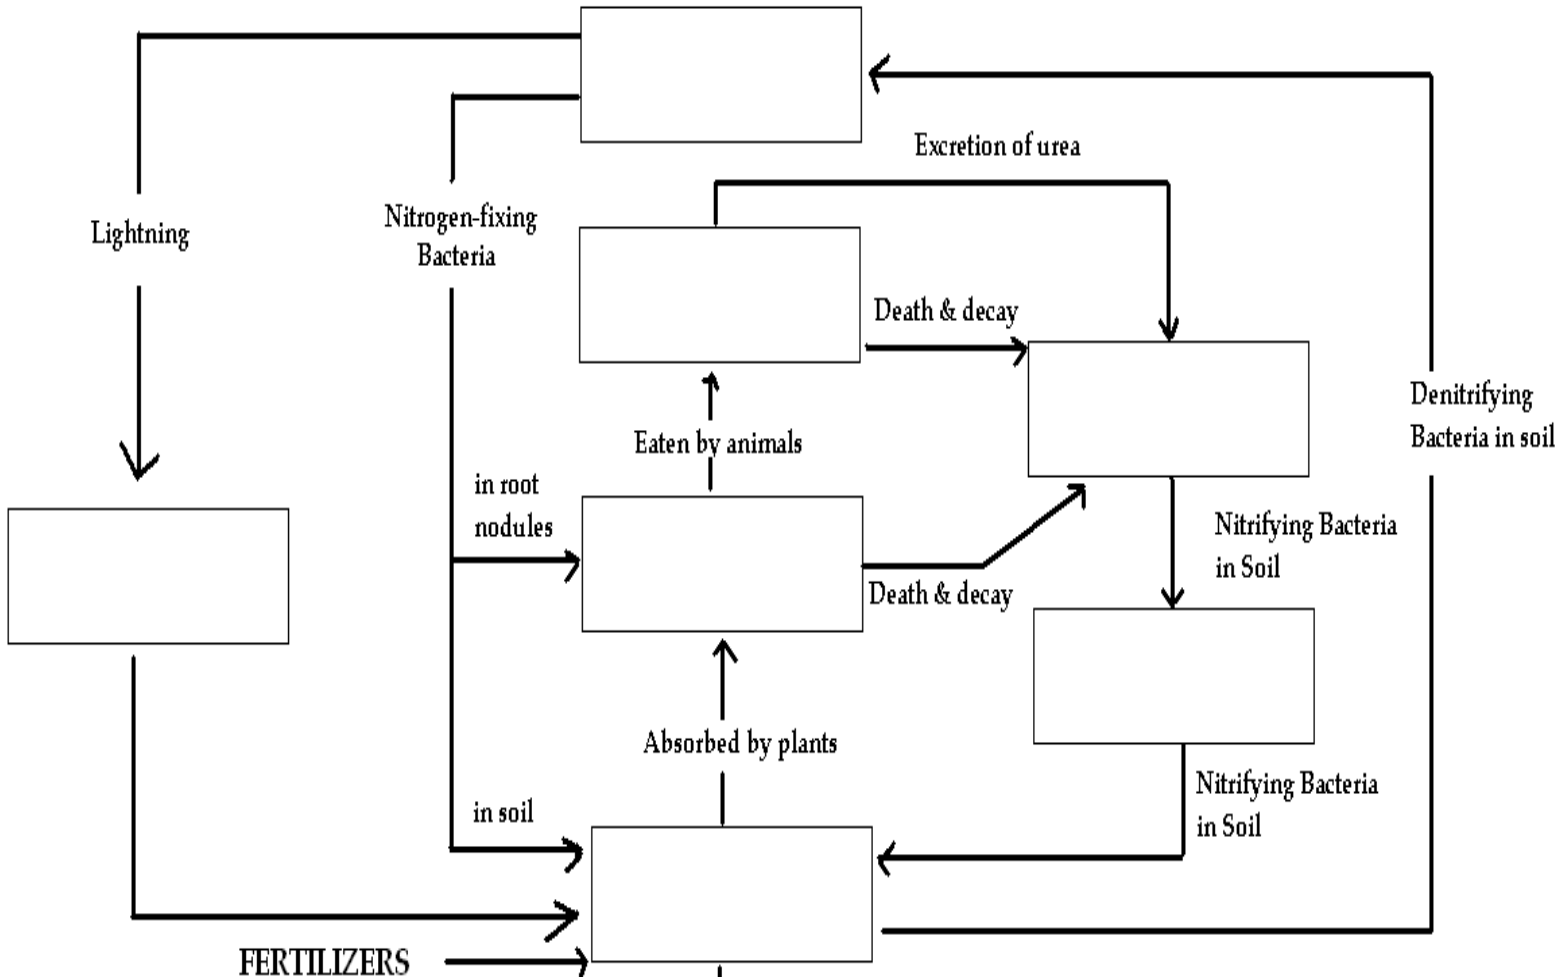 Excretion of urea
Lightning
Nitrogen-fixing
Bacteria
Death & decay
Denitrifying
Bacteria in soil
Eaten by animals
in root
nodules
Nitrifying Bacteria
in Soil
Death & decay
Absorbed by plants
Nitrifying Bacteria
in Soil
in soil
FERTILIZERS